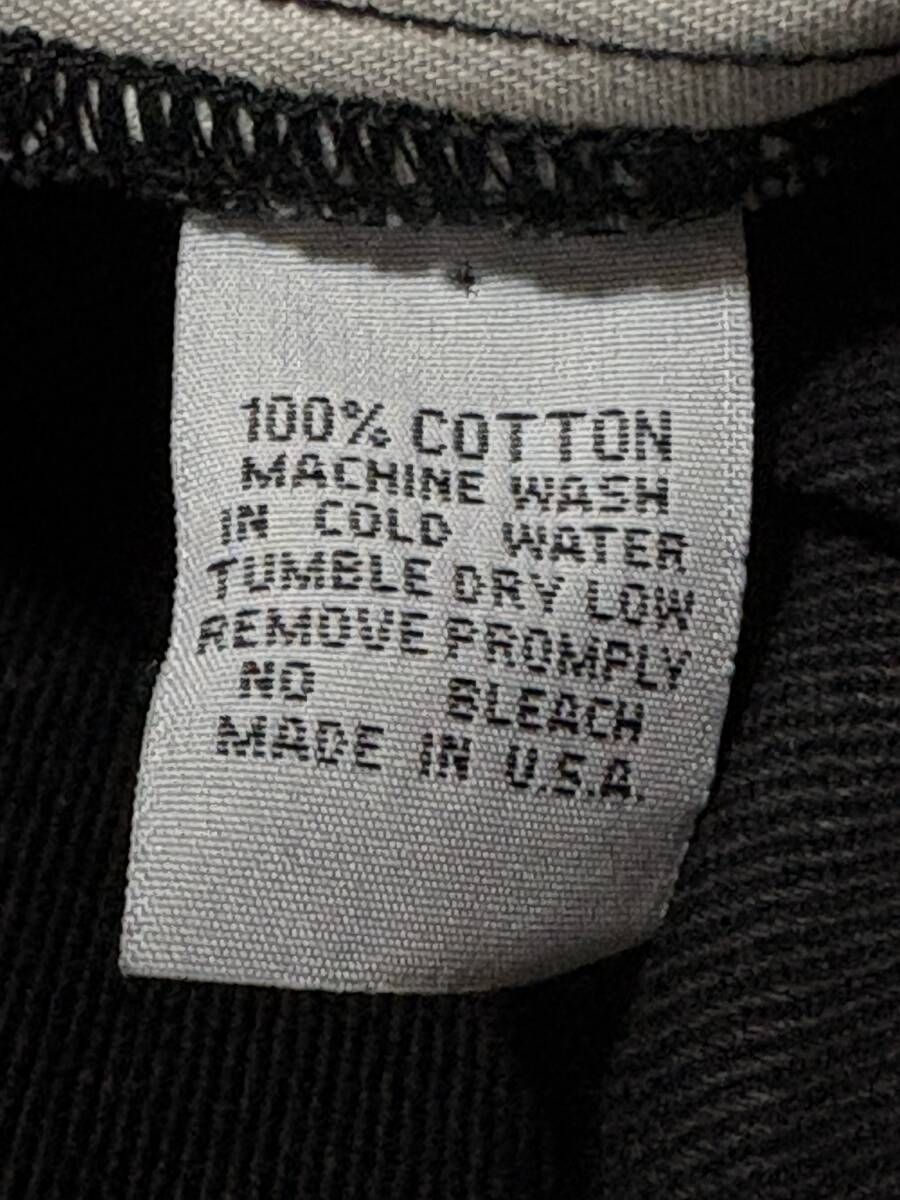 100% COTTON
MACHINE WASH
IN COLD WATER
TUMBLE DRY LOW
REMOVE PROMPLY
NO BLEACH
MADE IN U.S.A.